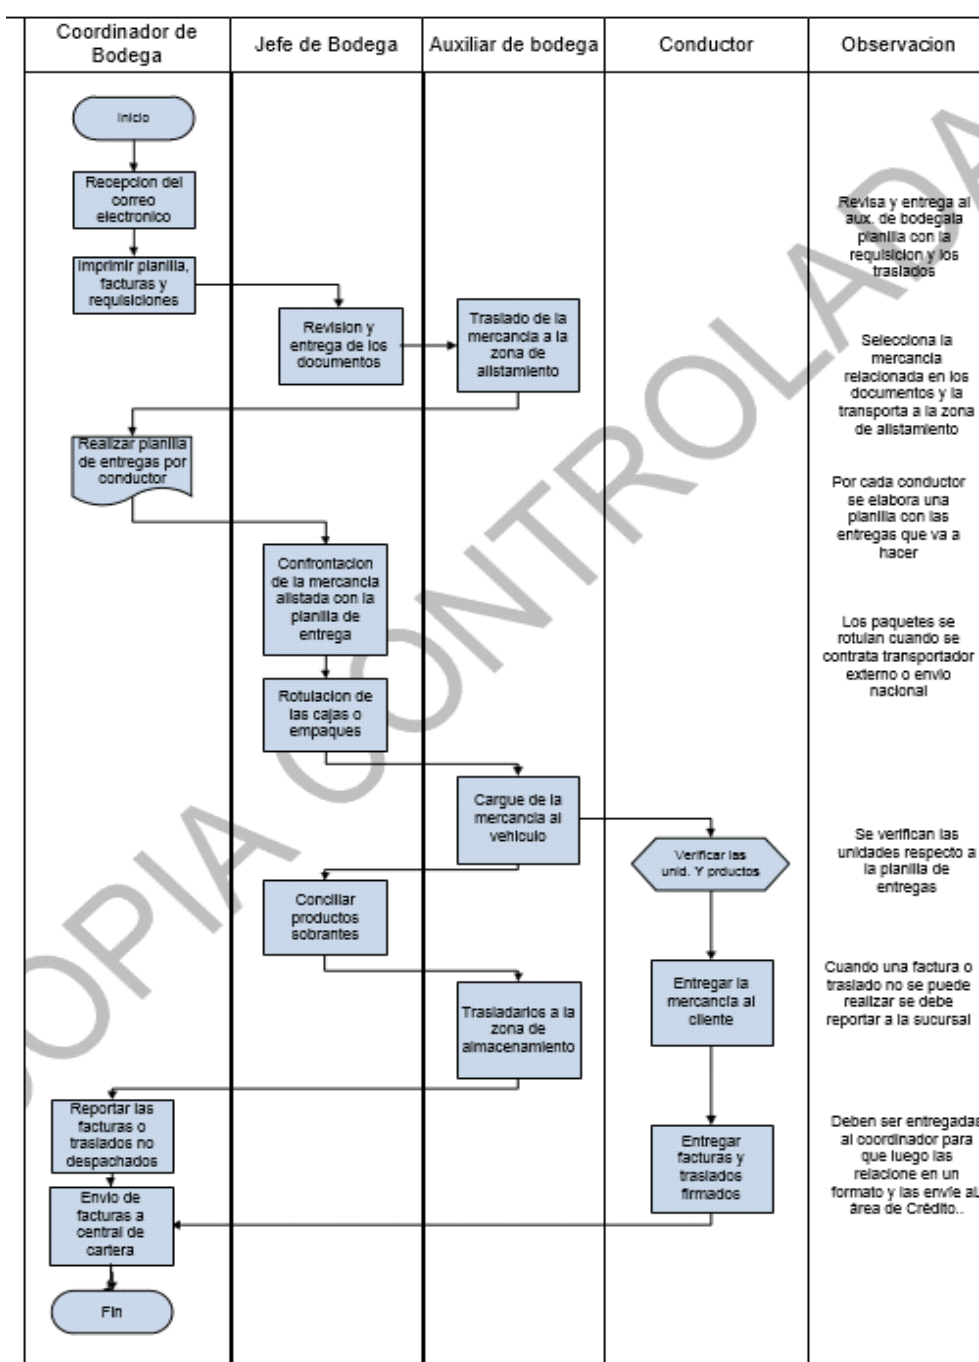 Coordinador de
Bodega
Jefe de Bodega
Auxiliar de bodega
Conductor
Observacion
Inicio
Recepcion del
correo
electronico
Imprimir planilla,
facturas y
requisiciones
Revision y
entrega de los
documentos
Traslado de la
mercancia a la
zona de
alistamiento
Revisa y entrega al
aux. de bodegala
planilla con la
requisicion y los
traslados
Selecciona la
mercancia
relacionada en los
documentos y la
transporta a la zona
de alistamiento
Realizar planilla
de entregas por
conductor
Por cada conductor
se elabora una
planilla con las
entregas que va a
hacer
Confrontacion
de la mercancia
alistada con la
planilla de
entrega
Rotulacion de
las cajas o
empaques
Los paquetes se
rotulan cuando se
contrata transportador
externo o envio
nacional
Cargue de la
mercancia al
vehiculo
Verificar las
unid. Y prductos
Se verifican las
unidades respecto a
la planilla de
entregas
Conciliar
productos
sobrantes
Trasladarlos a la
zona de
almacenamiento
Entregar la
mercancia al
cliente
Cuando una factura o
traslado no se puede
realizar se debe
reportar a la sucursal
Reportar las
facturas o
traslados no
despachados
Entregar
facturas y
traslados
firmados
Deben ser entregadas
al coordinador para
que luego las
relacione en un
formato y las envíe al
área de Crédito..
Envio de
facturas a
central de
cartera
Fin
OPIA CONTROLADA